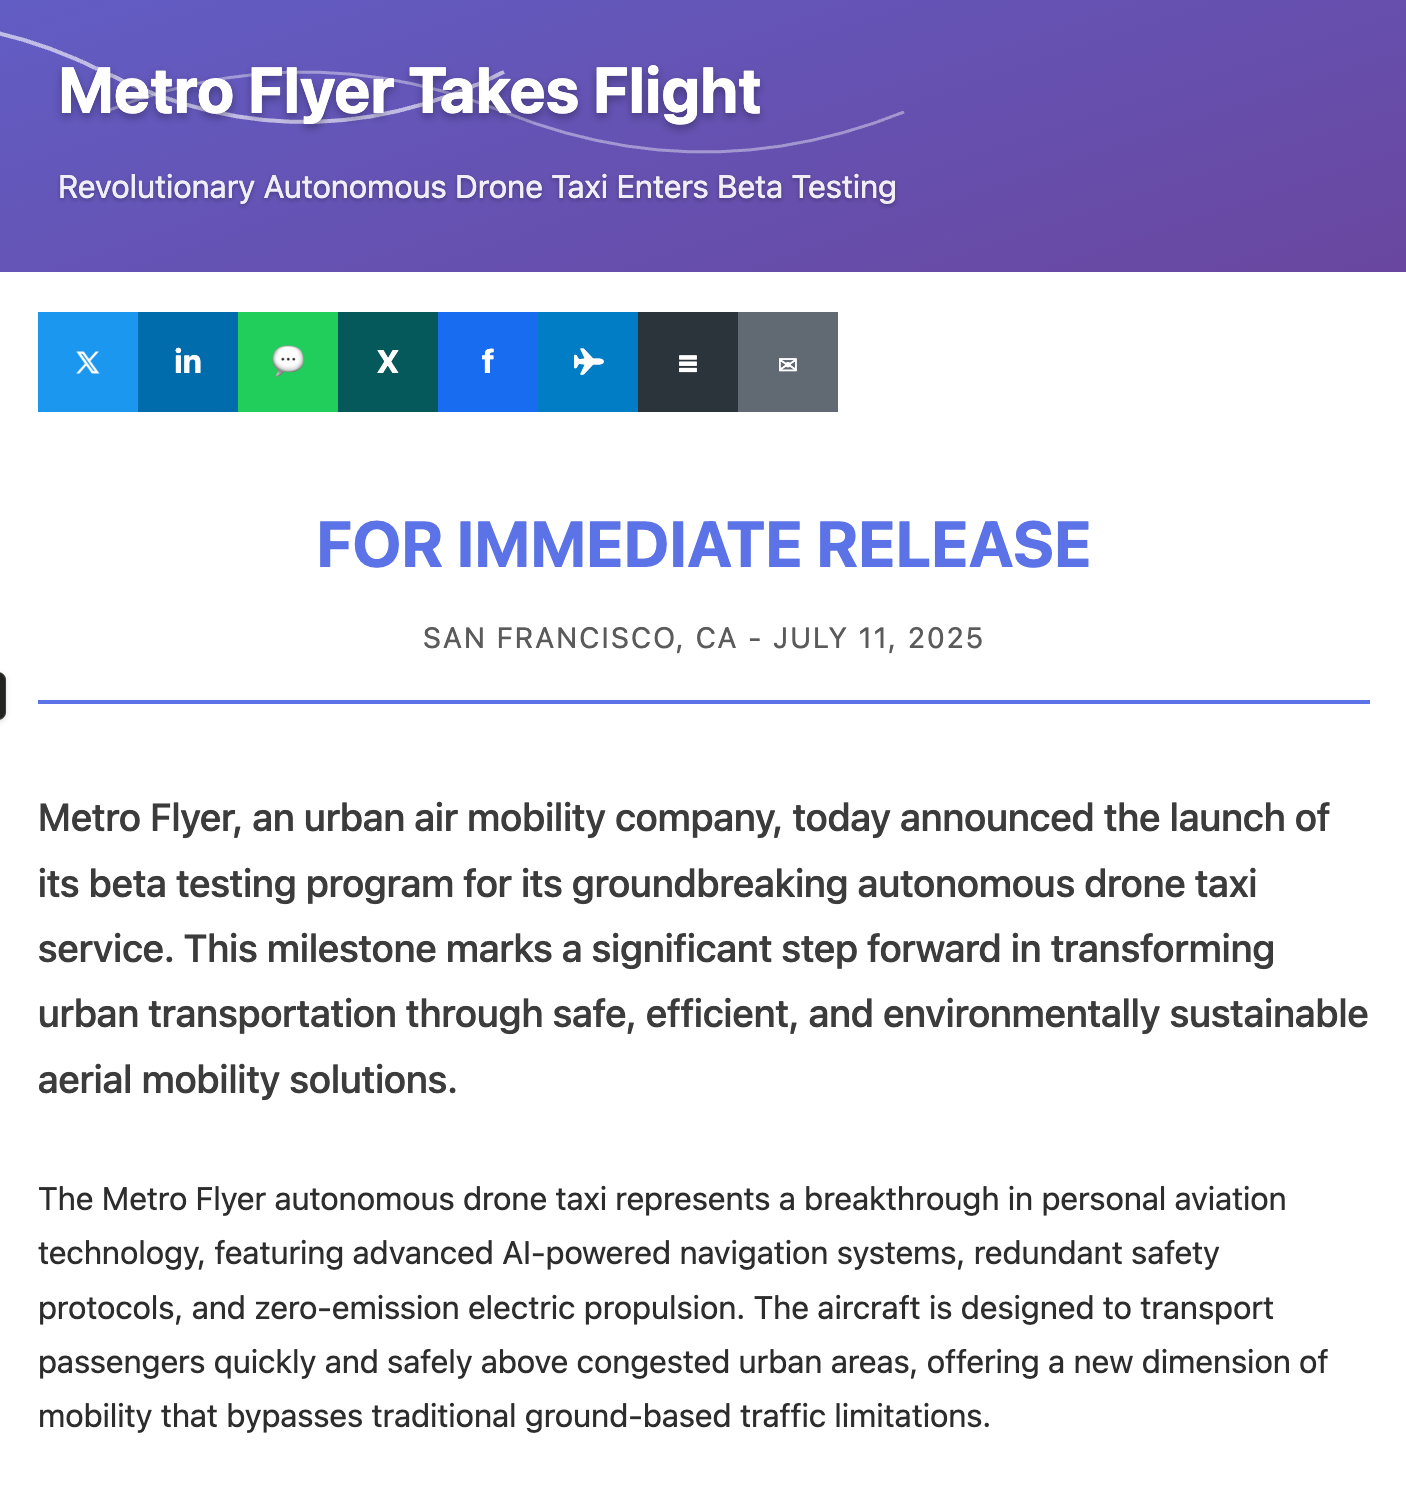 Metro Flyer Takes Flight
Revolutionary Autonomous Drone Taxi Enters Beta Testing
𝕏 in 💬 X f ✈ ≣ ✉
FOR IMMEDIATE RELEASE
SAN FRANCISCO, CA - JULY 11, 2025
Metro Flyer, an urban air mobility company, today announced the launch of
its beta testing program for its groundbreaking autonomous drone taxi
service. This milestone marks a significant step forward in transforming
urban transportation through safe, efficient, and environmentally sustainable
aerial mobility solutions.
The Metro Flyer autonomous drone taxi represents a breakthrough in personal aviation
technology, featuring advanced AI-powered navigation systems, redundant safety
protocols, and zero-emission electric propulsion. The aircraft is designed to transport
passengers quickly and safely above congested urban areas, offering a new dimension of
mobility that bypasses traditional ground-based traffic limitations.